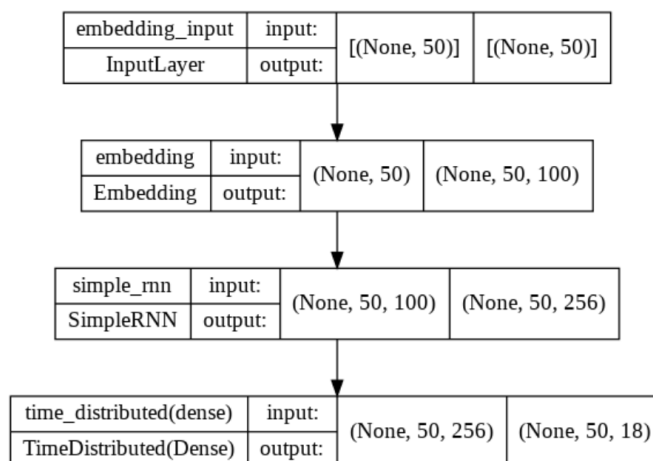 embedding_input input: [(None, 50)] [(None, 50)]
InputLayer output:
embedding input: (None, 50) (None, 50, 100)
Embedding output:
simple_rnn input: (None, 50, 100) (None, 50, 256)
SimpleRNN output:
time_distributed(dense) input: (None, 50, 256) (None, 50, 18)
TimeDistributed(Dense) output: